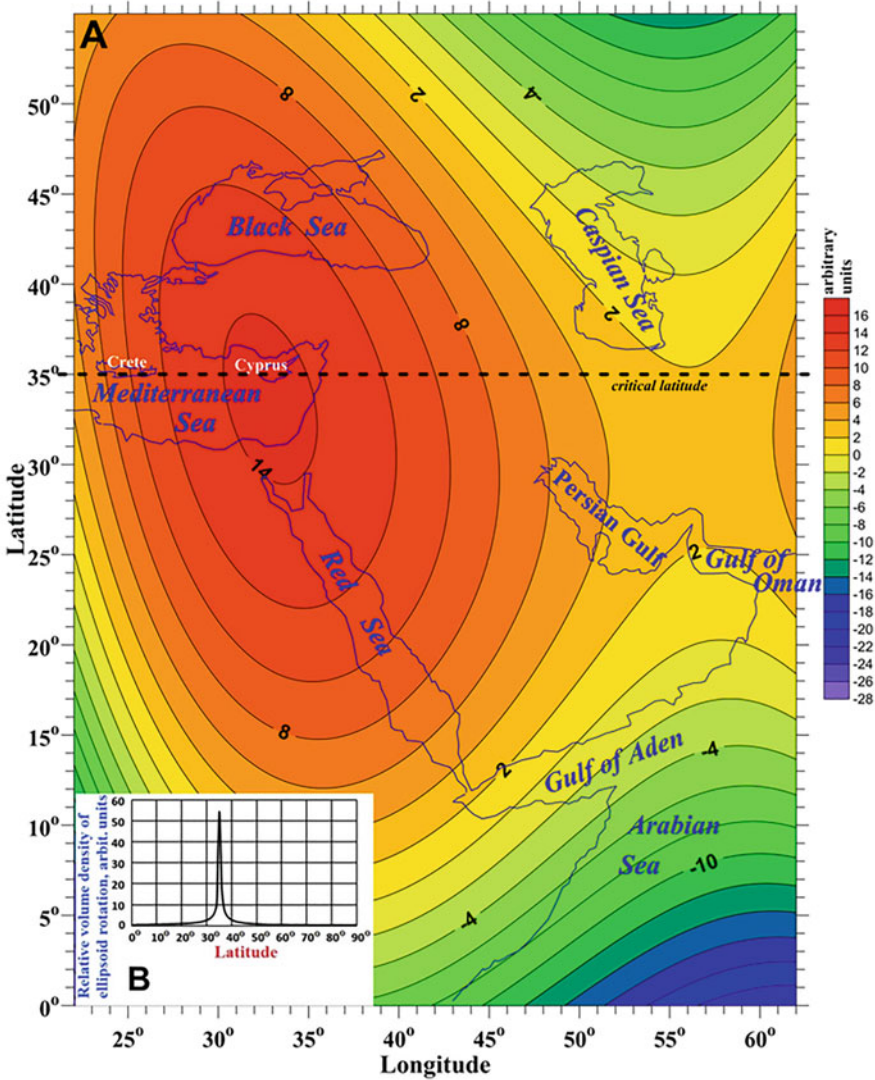 A
50°
45°
40°
35°
30°
25°
20°
15°
10°
5°
0°
Latitude
8
2
-4
Black Sea
Caspian Sea
2
8
Crete
Cyprus
critical latitude
Mediterranean
Sea
14
Persian Gulf
2
Gulf of
Oman
Red
Sea
8
2
Gulf of Aden
-4
Arabian
Sea
-10
-4
arbitrary
units
16
14
12
10
8
6
4
2
0
-2
-4
-6
-8
-10
-12
-14
-16
-18
-20
-22
-24
-26
-28
Relative volume density of
ellipsoid rotation, arbit. units
60
50
40
30
20
10
0
0° 10° 20° 30° 40° 50° 60° 70° 80° 90°
Latitude
B
25° 30° 35° 40° 45° 50° 55° 60°
Longitude